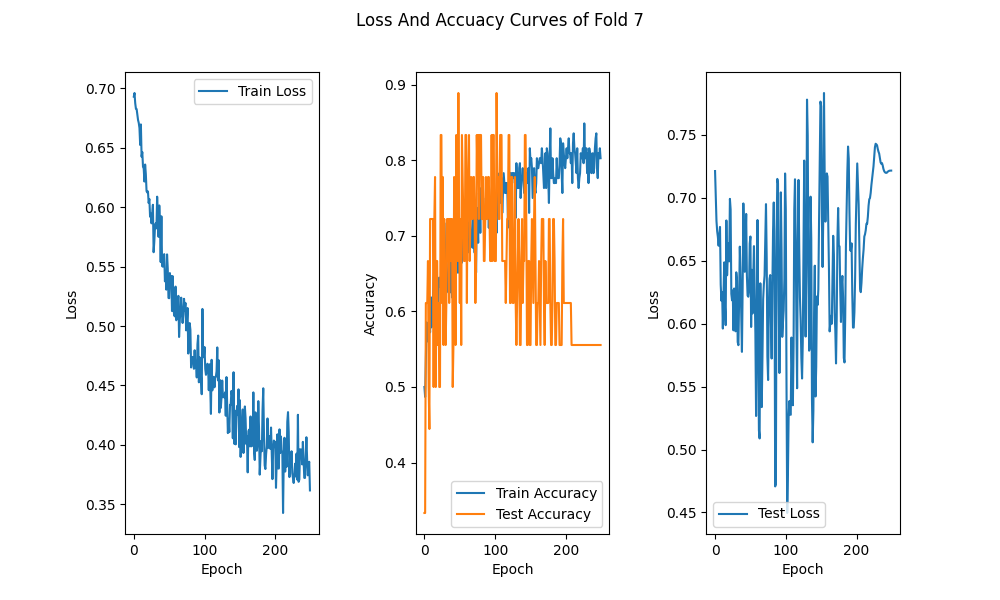 Loss And Accuacy Curves of Fold 7
0.70
0.65
0.60
0.55
0.50
0.45
0.40
0.35
Loss
0
100
200
Epoch
Train Loss
0.9
0.8
0.7
0.6
0.5
0.4
Accuracy
0
100
200
Epoch
Train Accuracy
Test Accuracy
0.75
0.70
0.65
0.60
0.55
0.50
0.45
Loss
0
100
200
Epoch
Test Loss